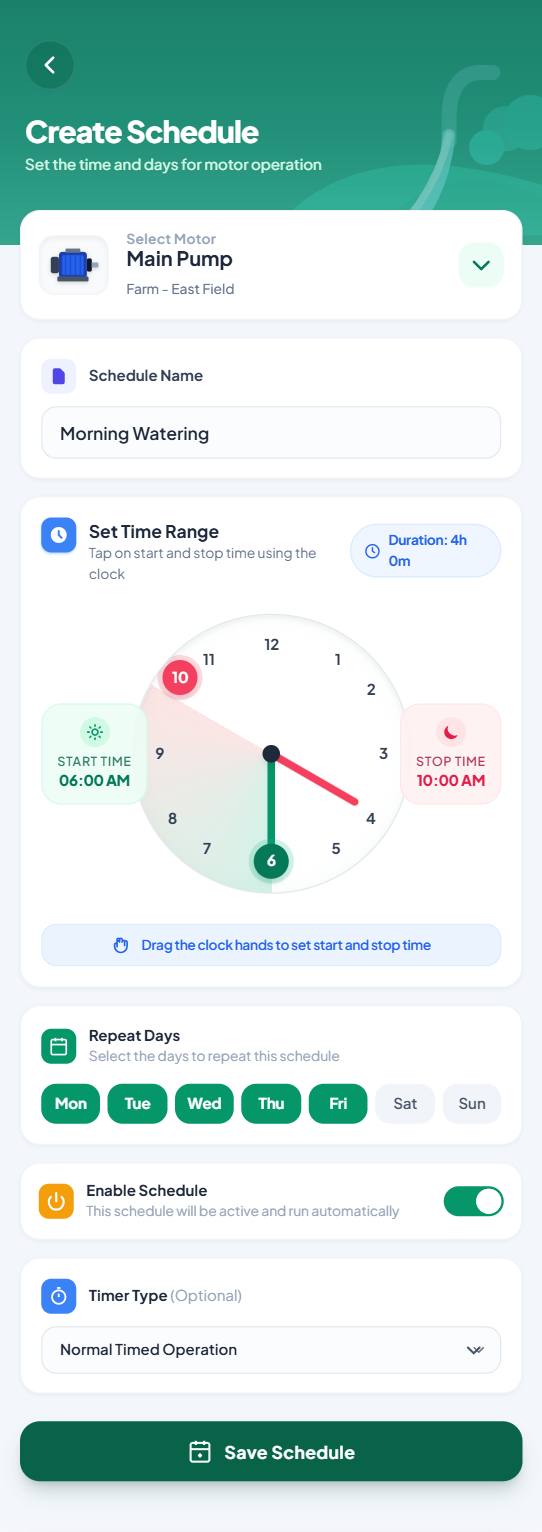 Create Schedule
Set the time and days for motor operation
Select Motor
Main Pump
Farm - East Field
Schedule Name
Morning Watering
Set Time Range
Tap on start and stop time using the
clock
Duration: 4h
0m
12
11
1
10
2
9
3
8
4
7
5
6
START TIME
06:00 AM
STOP TIME
10:00 AM
Drag the clock hands to set start and stop time
Repeat Days
Select the days to repeat this schedule
Mon Tue Wed Thu Fri Sat Sun
Enable Schedule
This schedule will be active and run automatically
Timer Type (Optional)
Normal Timed Operation
Save Schedule